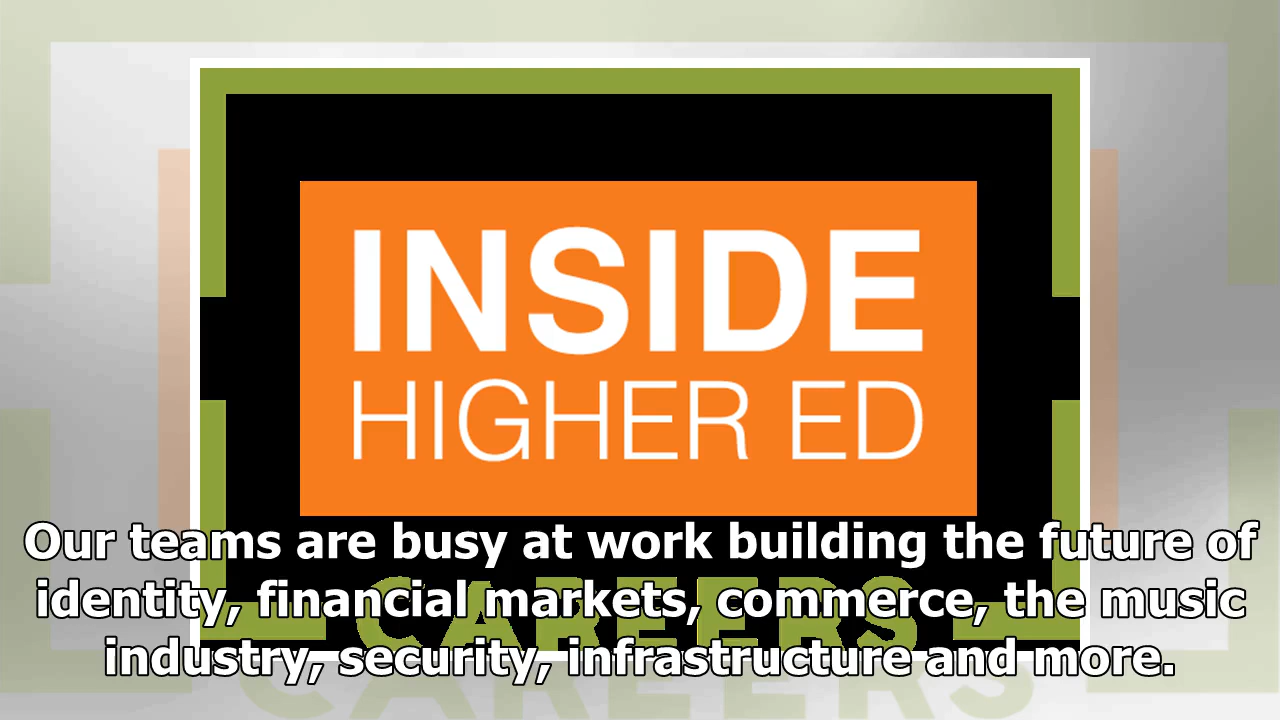 INSIDE
HIGHER ED
Our teams are busy at work building the future of
identity, financial markets, commerce, the music
industry, security, infrastructure and more.
CAREERS